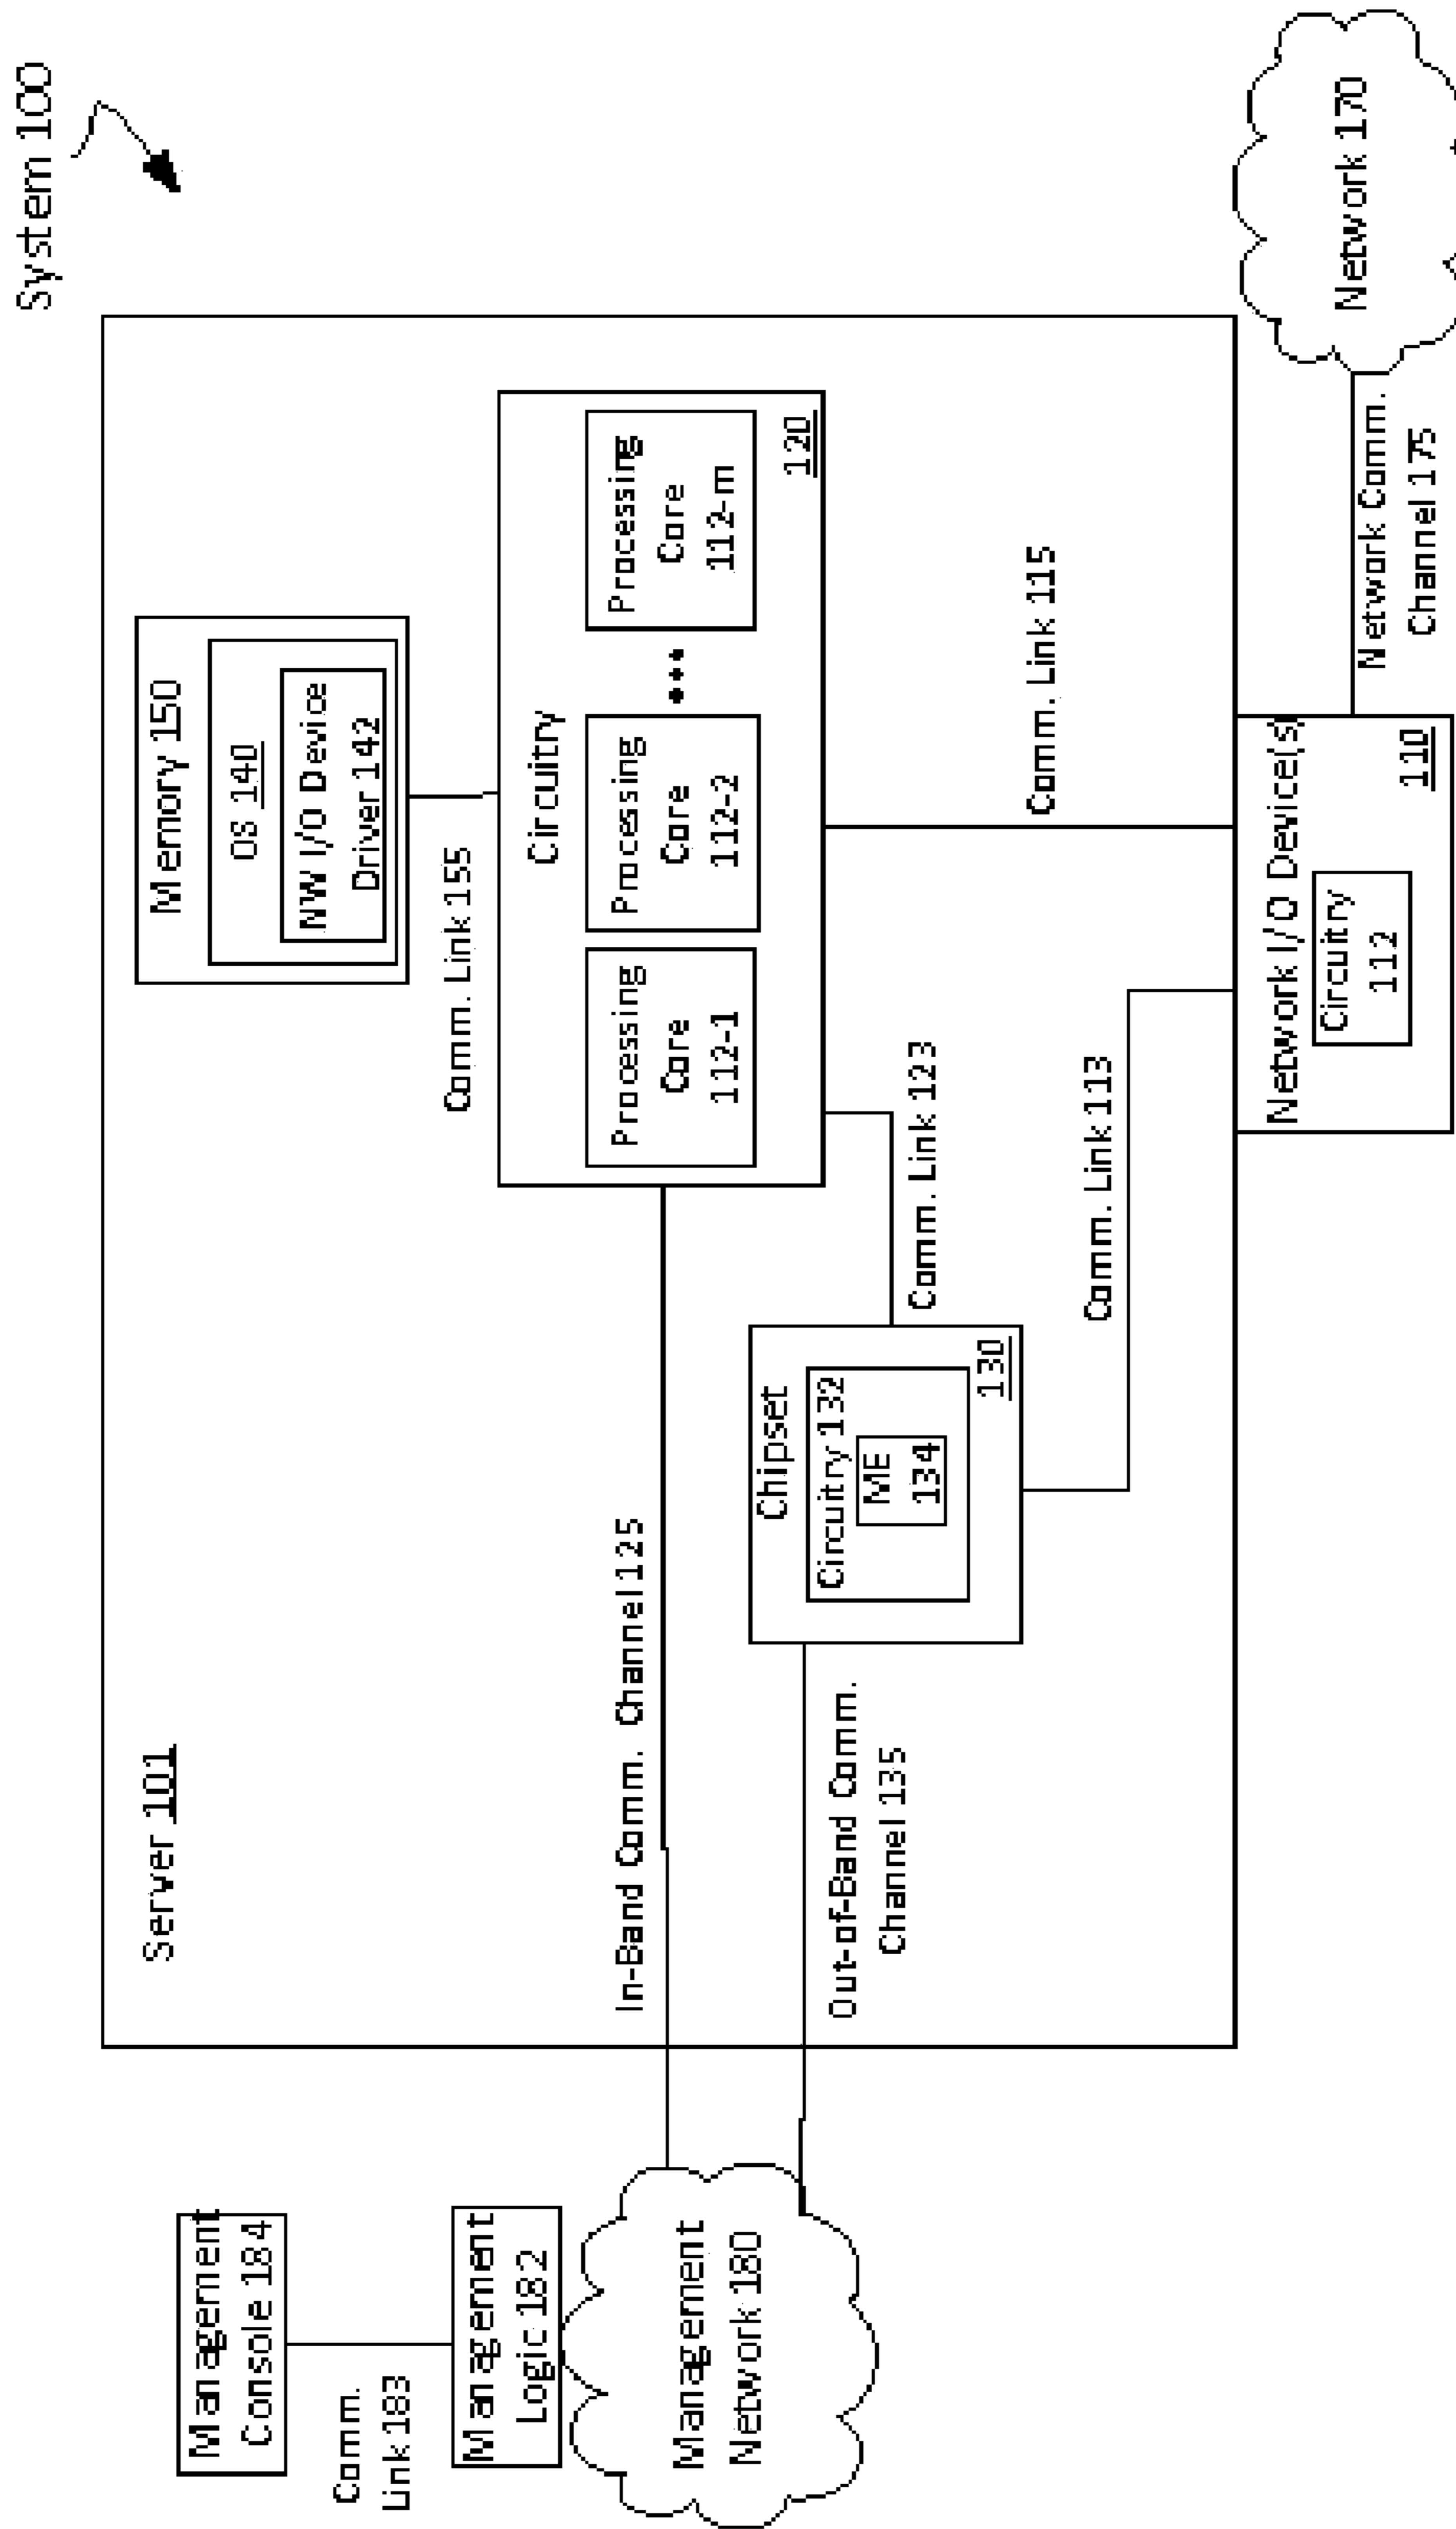 System 100
Server 101
Memory 150
OS 140
NW I/O Device
Driver 142
Management
Console 184
Comm.
Link 183
Management
Logic 182
Management
Network 180
In-Band Comm. Channel 125
Out-of-Band Comm.
Channel 135
Comm. Link 155
Circuitry
Processing
Core
112-1
Processing
Core
112-2
•••
Processing
Core
112-m
120
Chipset
Circuitry 132
ME
134
130
Comm. Link 123
Comm. Link 113
Comm. Link 115
Network I/O Device(s)
Circuitry
112
110
Network Comm.
Channel 175
Network 170